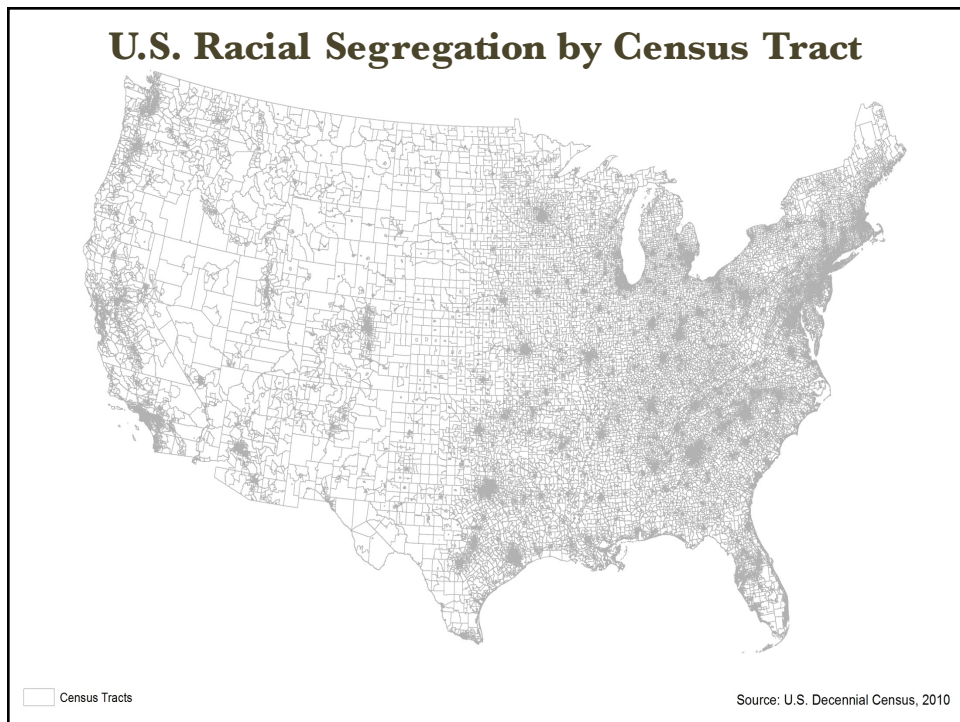 U.S. Racial Segregation by Census Tract
Census Tracts
Source: U.S. Decennial Census, 2010